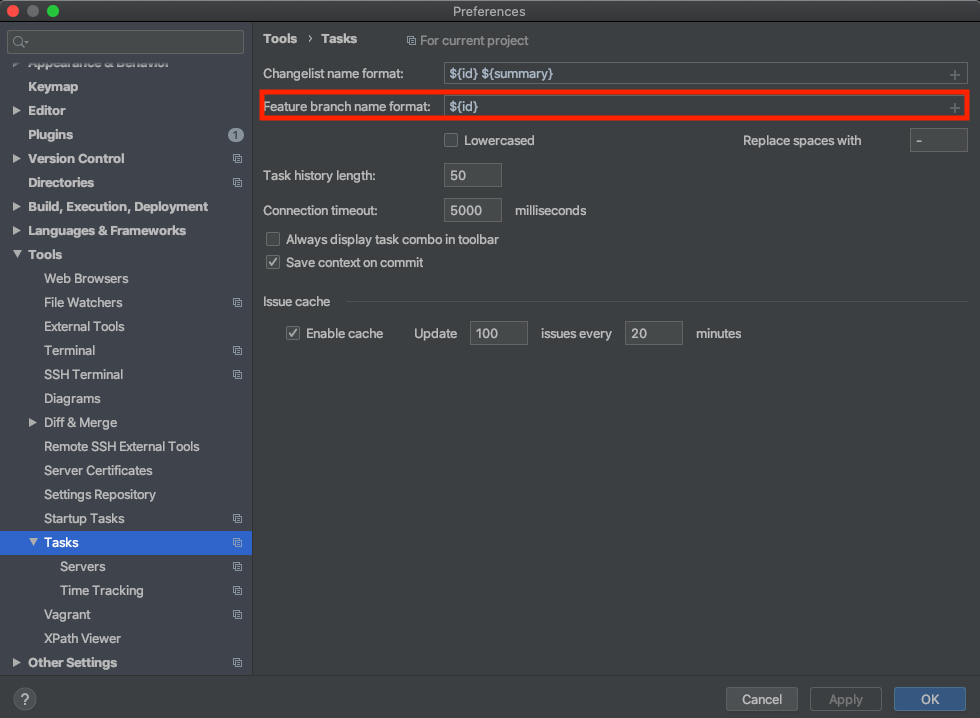 Preferences
Appearance & Behavior
Keymap
Editor
Plugins 1
Version Control
Directories
Build, Execution, Deployment
Languages & Frameworks
Tools
Web Browsers
File Watchers
External Tools
Terminal
SSH Terminal
Diagrams
Diff & Merge
Remote SSH External Tools
Server Certificates
Settings Repository
Startup Tasks
Tasks
Servers
Time Tracking
Vagrant
XPath Viewer
Other Settings
?
Tools › Tasks For current project
Changelist name format: ${id} ${summary} +
Feature branch name format: ${id} +
Lowercased Replace spaces with -
Task history length: 50
Connection timeout: 5000 milliseconds
Always display task combo in toolbar
Save context on commit
Issue cache
Enable cache Update 100 issues every 20 minutes
Cancel Apply OK